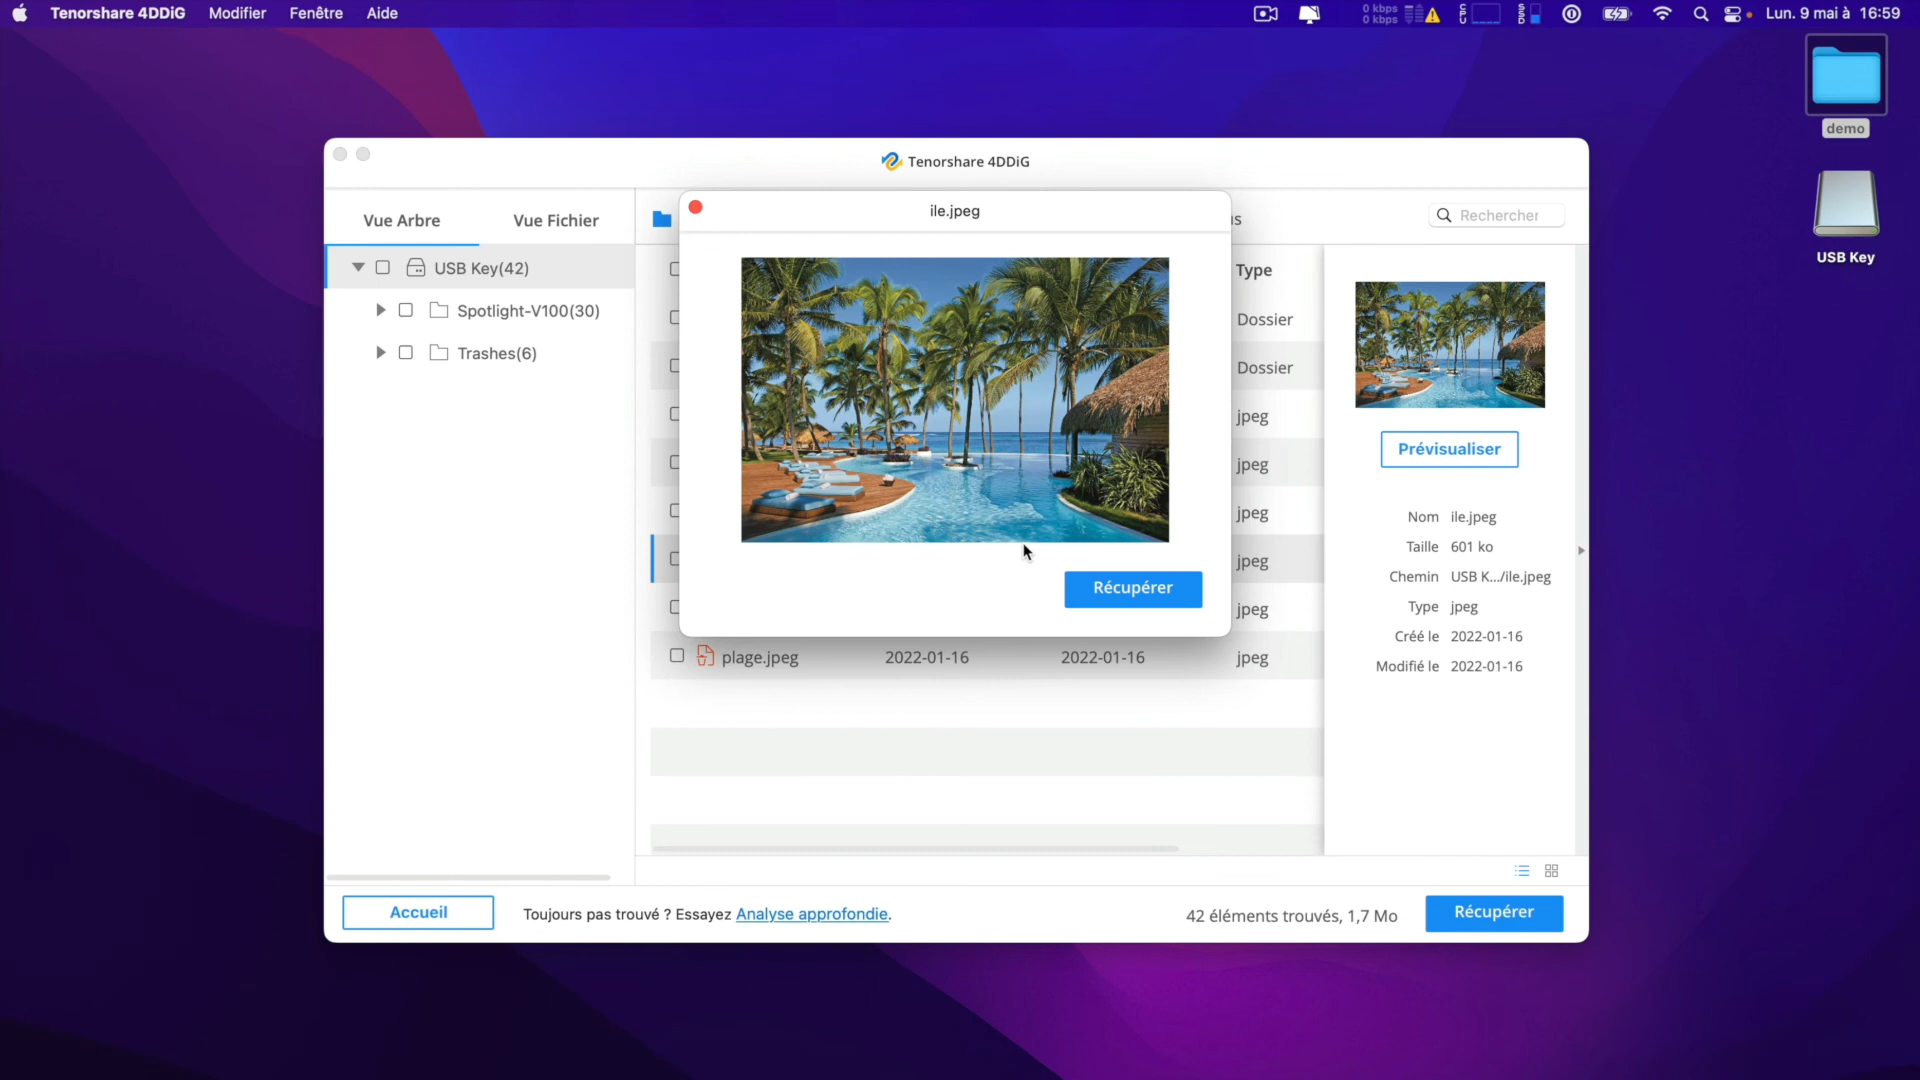 Tenorshare 4DDiG Modifier Fenêtre Aide
0 kbps
0 kbps
CPU
SSD
Lun. 9 mai à 16:59
demo
USB Key
Tenorshare 4DDiG
Vue Arbre
Vue Fichier
Rechercher
USB Key(42)
Spotlight-V100(30)
Trashes(6)
ile.jpeg
Récupérer
Type
Dossier
Dossier
jpeg
jpeg
jpeg
jpeg
jpeg
plage.jpeg 2022-01-16 2022-01-16 jpeg
Prévisualiser
Nom ile.jpeg
Taille 601 ko
Chemin USB K.../ile.jpeg
Type jpeg
Créé le 2022-01-16
Modifié le 2022-01-16
Accueil
Toujours pas trouvé ? Essayez Analyse approfondie.
42 éléments trouvés, 1,7 Mo
Récupérer